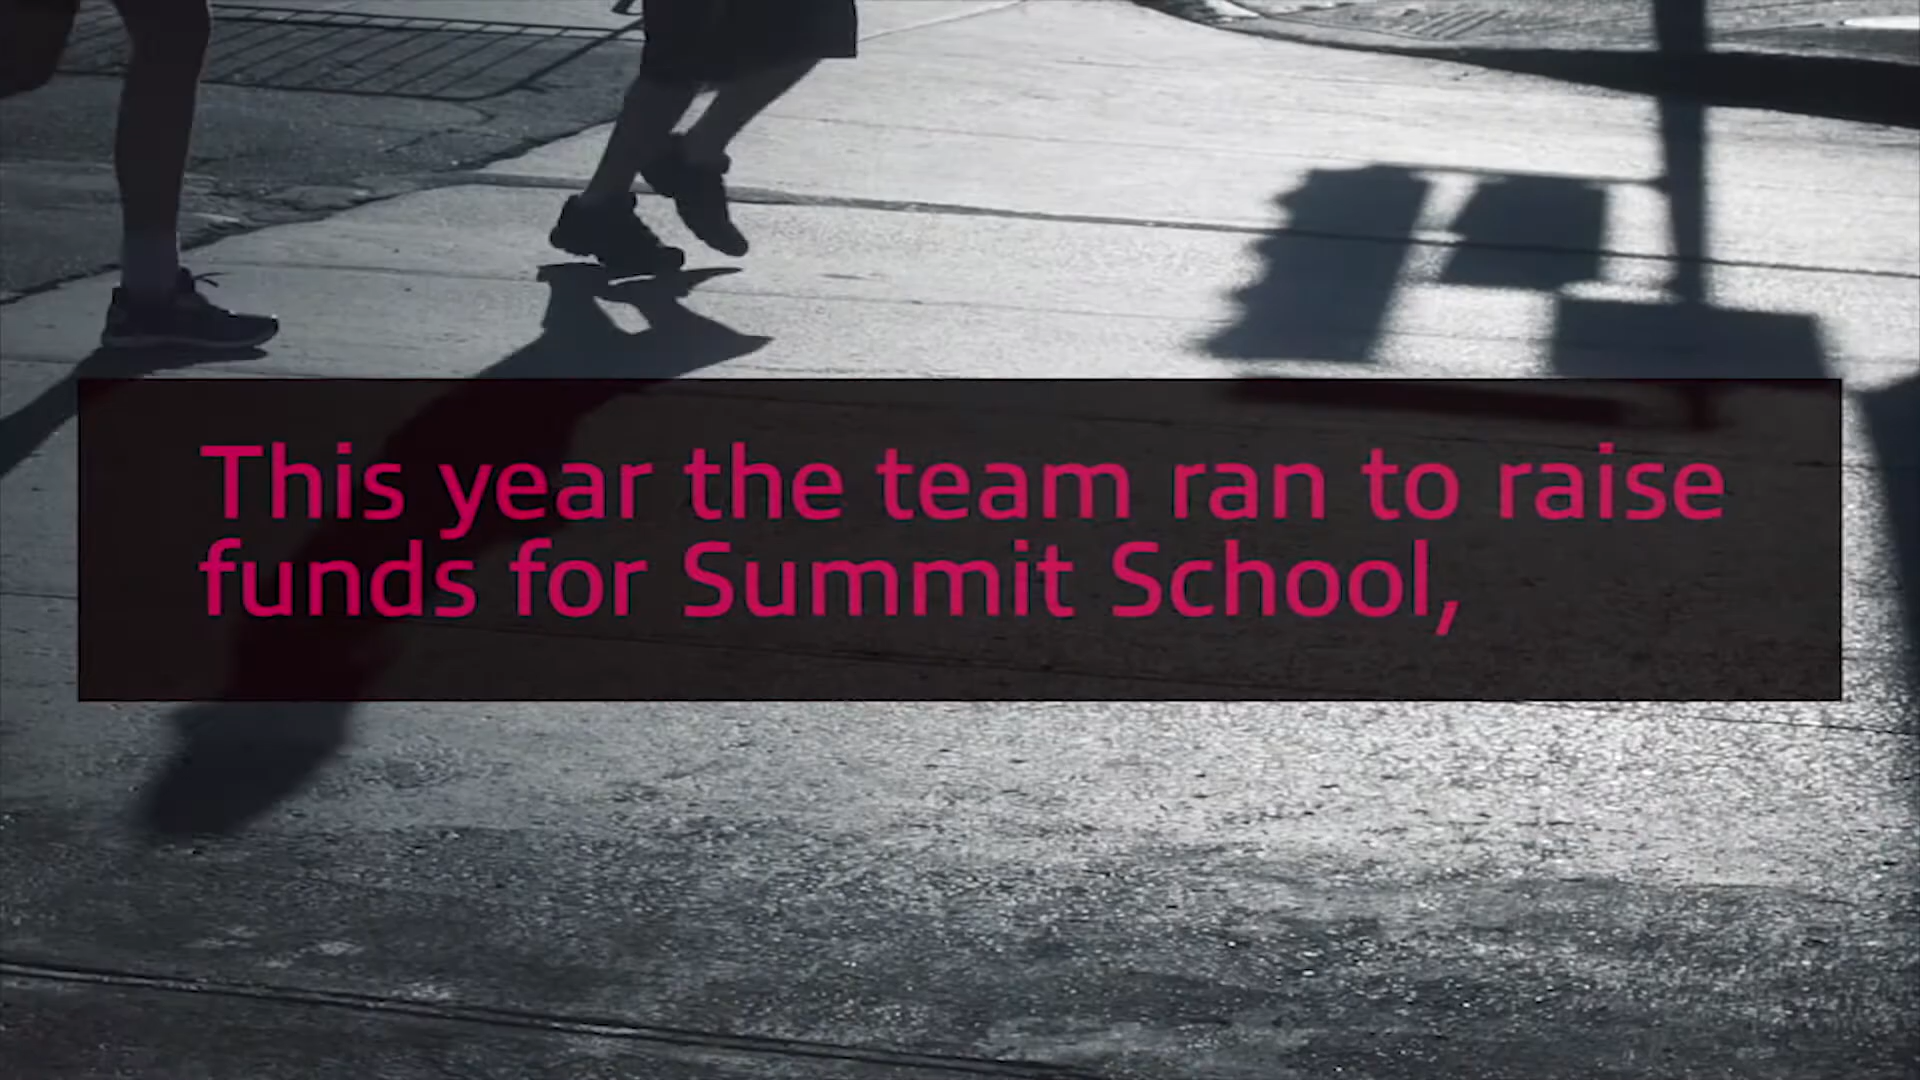 This year the team ran to raise
funds for Summit School,